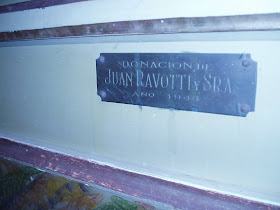 DONACION DE
JUAN RAVOTTI Y SRA.
AÑO